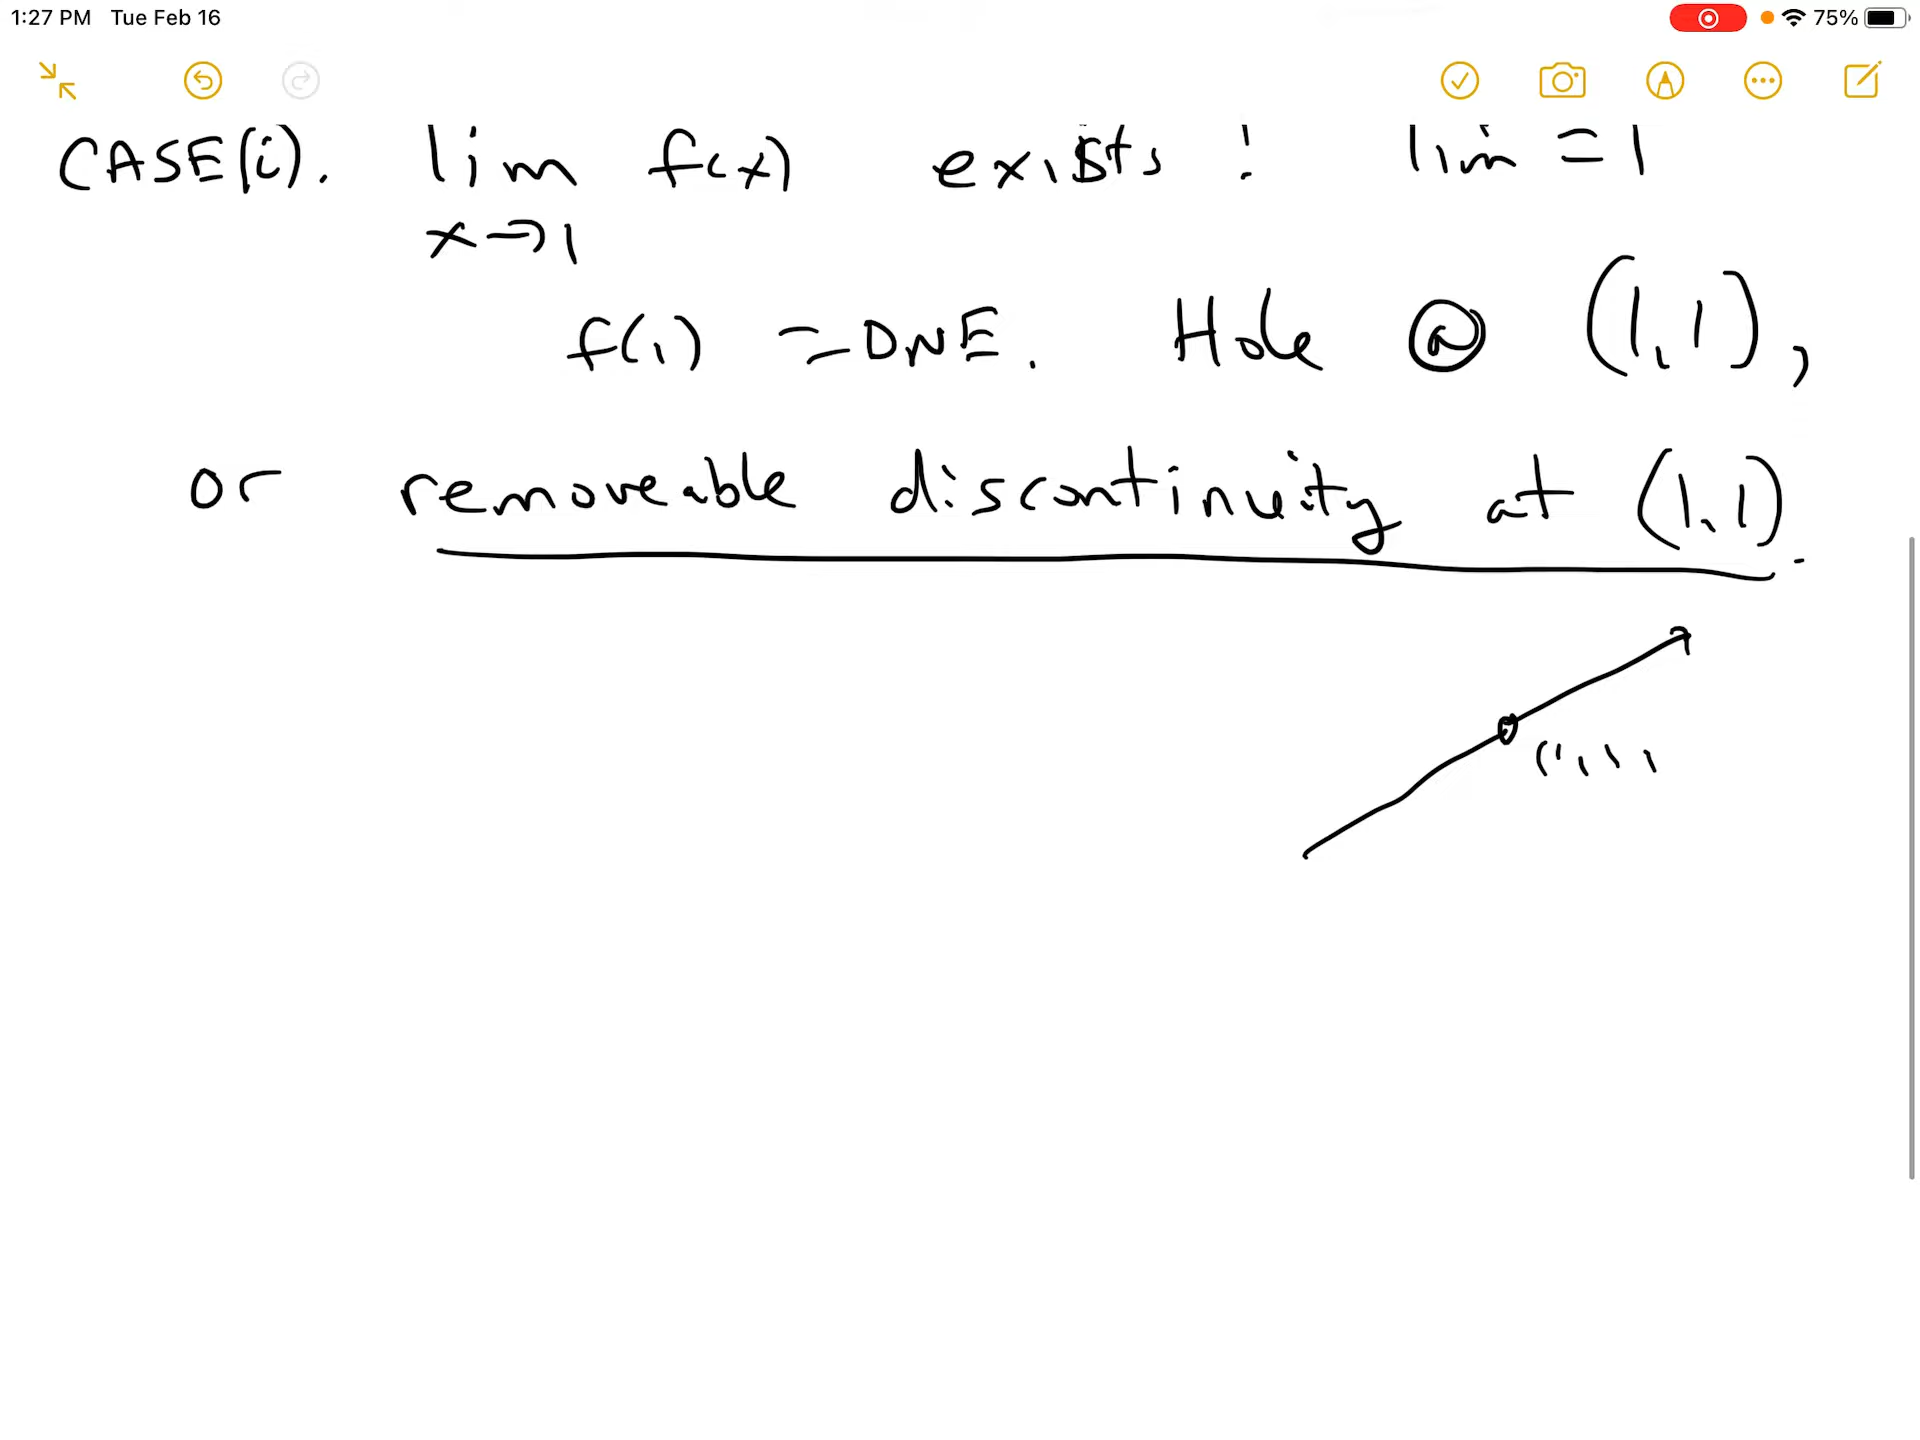 1:27 PM Tue Feb 16 75%
CASE(i). lim f(x) exists! lim = 1
x→1
f(1) = DNE. Hole @ (1,1),
or removeable discontinuity at (1,1).
(1,1)